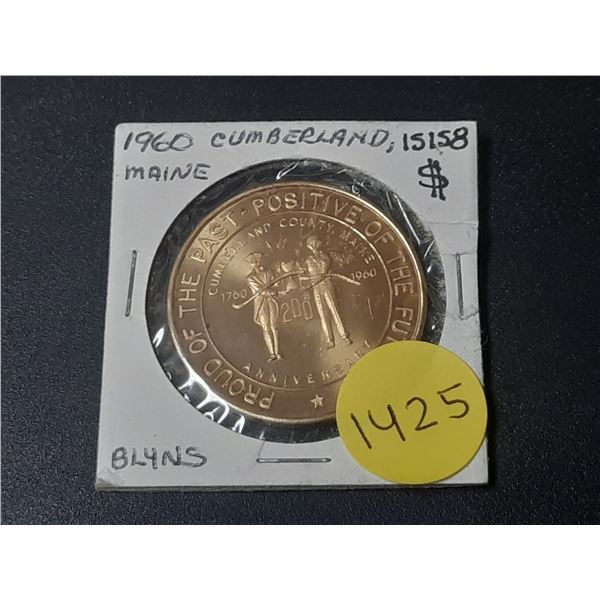 1960 CUMBERLAND, 15158
MAINE $
PROUD OF THE PAST - POSITIVE OF THE FU
CUMBERLAND COUNTY, MAINE
1760 1960
200
ANNIVERSARY
1425
BL4NS